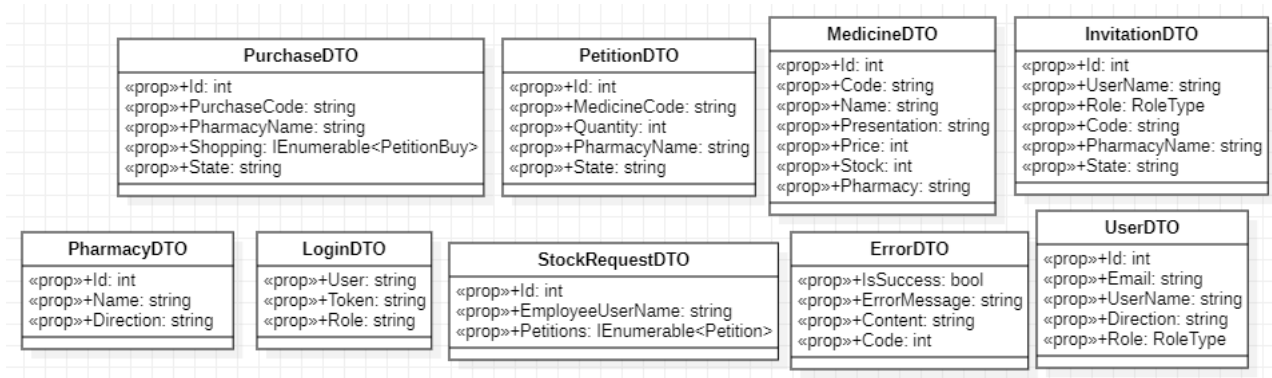 PurchaseDTO
«prop»+Id: int
«prop»+PurchaseCode: string
«prop»+PharmacyName: string
«prop»+Shopping: IEnumerable<PetitionBuy>
«prop»+State: string
PetitionDTO
«prop»+Id: int
«prop»+MedicineCode: string
«prop»+Quantity: int
«prop»+PharmacyName: string
«prop»+State: string
MedicineDTO
«prop»+Id: int
«prop»+Code: string
«prop»+Name: string
«prop»+Presentation: string
«prop»+Price: int
«prop»+Stock: int
«prop»+Pharmacy: string
InvitationDTO
«prop»+Id: int
«prop»+UserName: string
«prop»+Role: RoleType
«prop»+Code: string
«prop»+PharmacyName: string
«prop»+State: string
PharmacyDTO
«prop»+Id: int
«prop»+Name: string
«prop»+Direction: string
LoginDTO
«prop»+User: string
«prop»+Token: string
«prop»+Role: string
StockRequestDTO
«prop»+Id: int
«prop»+EmployeeUserName: string
«prop»+Petitions: IEnumerable<Petition>
ErrorDTO
«prop»+IsSuccess: bool
«prop»+ErrorMessage: string
«prop»+Content: string
«prop»+Code: int
UserDTO
«prop»+Id: int
«prop»+Email: string
«prop»+UserName: string
«prop»+Direction: string
«prop»+Role: RoleType